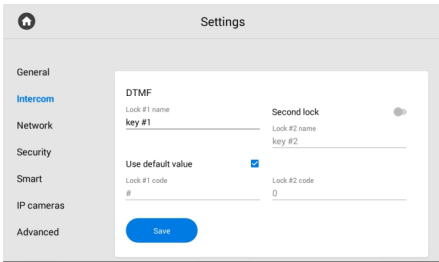 Settings
General
Intercom
Network
Security
Smart
IP cameras
Advanced
DTMF
Lock #1 name
key #1
Second lock
Lock #2 name
key #2
Use default value
Lock #1 code
#
Lock #2 code
0
Save